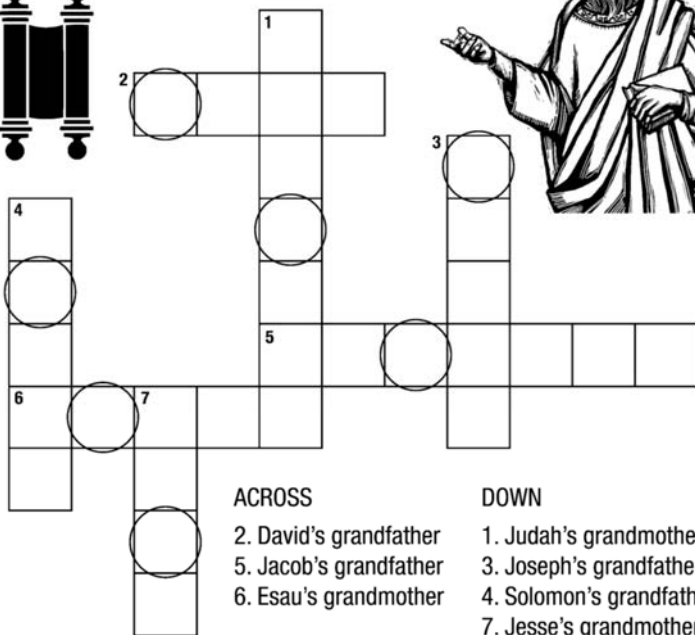 1
2
3
4
5
6
7
ACROSS
2. David's grandfather
5. Jacob's grandfather
6. Esau's grandmother
DOWN
1. Judah's grandmothe
3. Joseph's grandfathe
4. Solomon's grandfath
7. Jesse's grandmother